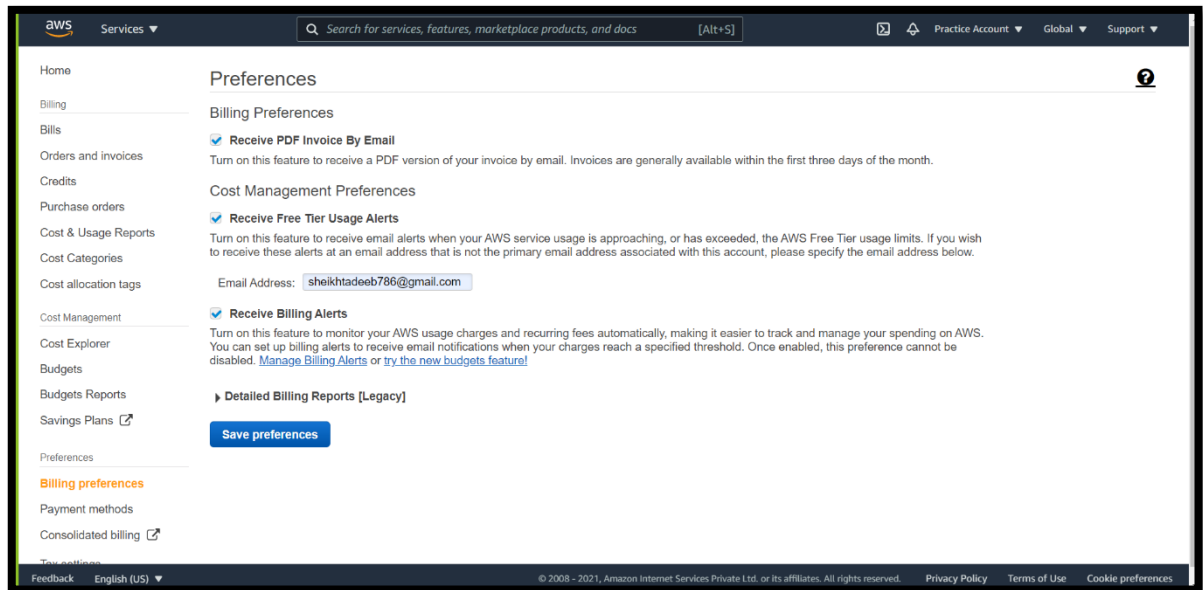 aws Services ▼ Search for services, features, marketplace products, and docs [Alt+S] Practice Account ▼ Global ▼ Support ▼
Home
Billing
Bills
Orders and invoices
Credits
Purchase orders
Cost & Usage Reports
Cost Categories
Cost allocation tags
Cost Management
Cost Explorer
Budgets
Budgets Reports
Savings Plans
Preferences
Billing preferences
Payment methods
Consolidated billing
Tax settings
Preferences
Billing Preferences
Receive PDF Invoice By Email
Turn on this feature to receive a PDF version of your invoice by email. Invoices are generally available within the first three days of the month.
Cost Management Preferences
Receive Free Tier Usage Alerts
Turn on this feature to receive email alerts when your AWS service usage is approaching, or has exceeded, the AWS Free Tier usage limits. If you wish
to receive these alerts at an email address that is not the primary email address associated with this account, please specify the email address below.
Email Address: sheikhtadeeb786@gmail.com
Receive Billing Alerts
Turn on this feature to monitor your AWS usage charges and recurring fees automatically, making it easier to track and manage your spending on AWS.
You can set up billing alerts to receive email notifications when your charges reach a specified threshold. Once enabled, this preference cannot be
disabled. Manage Billing Alerts or try the new budgets feature!
Detailed Billing Reports [Legacy]
Save preferences
Feedback English (US) ▼ © 2008 - 2021, Amazon Internet Services Private Ltd. or its affiliates. All rights reserved. Privacy Policy Terms of Use Cookie preferences